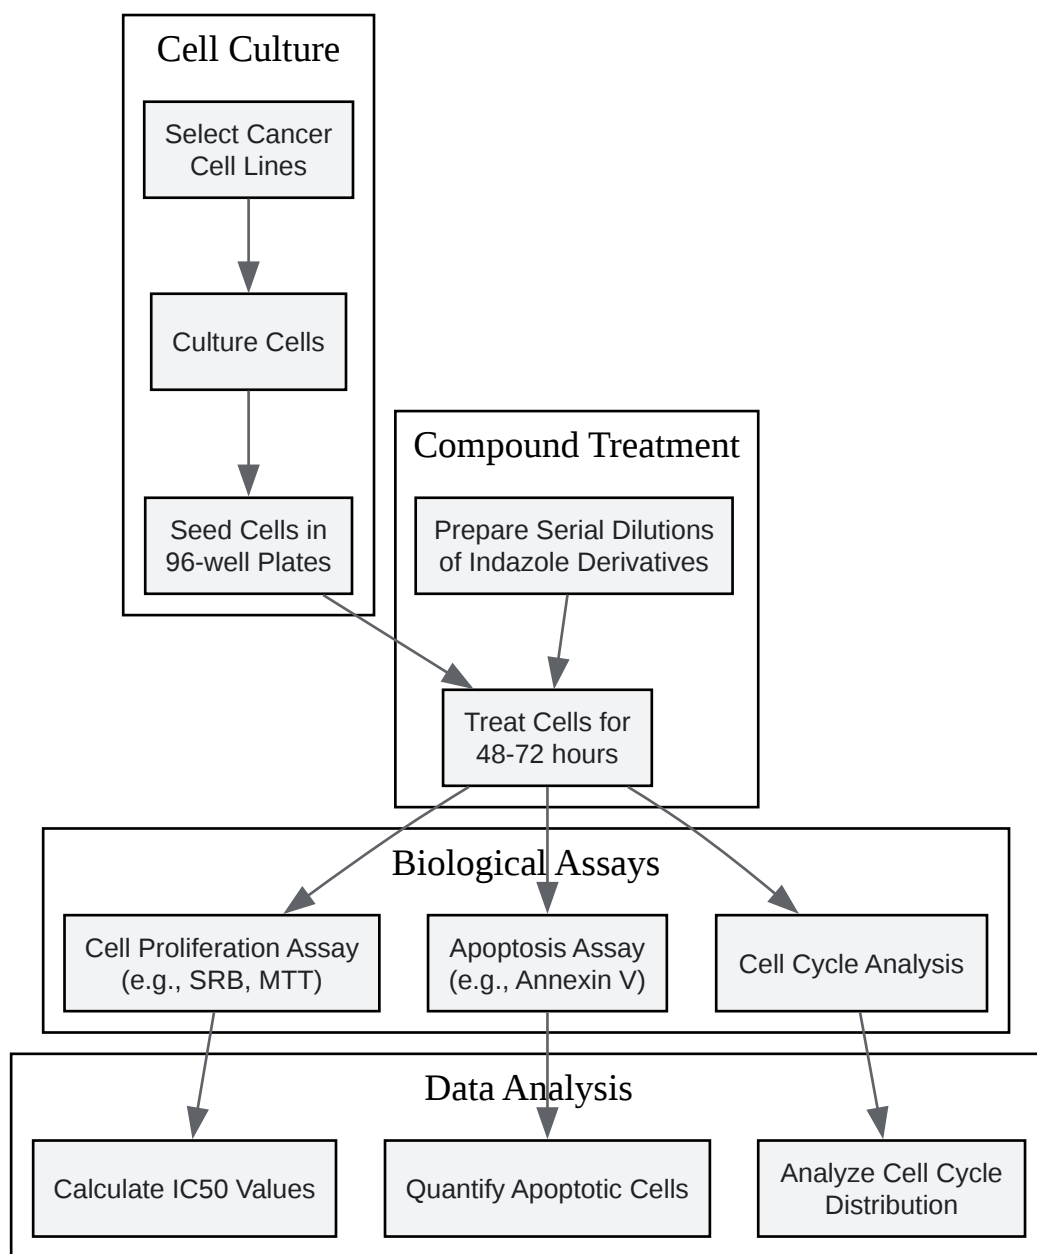 Cell Culture
Select Cancer
Cell Lines
Culture Cells
Seed Cells in
96-well Plates
Compound Treatment
Prepare Serial Dilutions
of Indazole Derivatives
Treat Cells for
48-72 hours
Biological Assays
Cell Proliferation Assay
(e.g., SRB, MTT)
Apoptosis Assay
(e.g., Annexin V)
Cell Cycle Analysis
Data Analysis
Calculate IC50 Values
Quantify Apoptotic Cells
Analyze Cell Cycle
Distribution